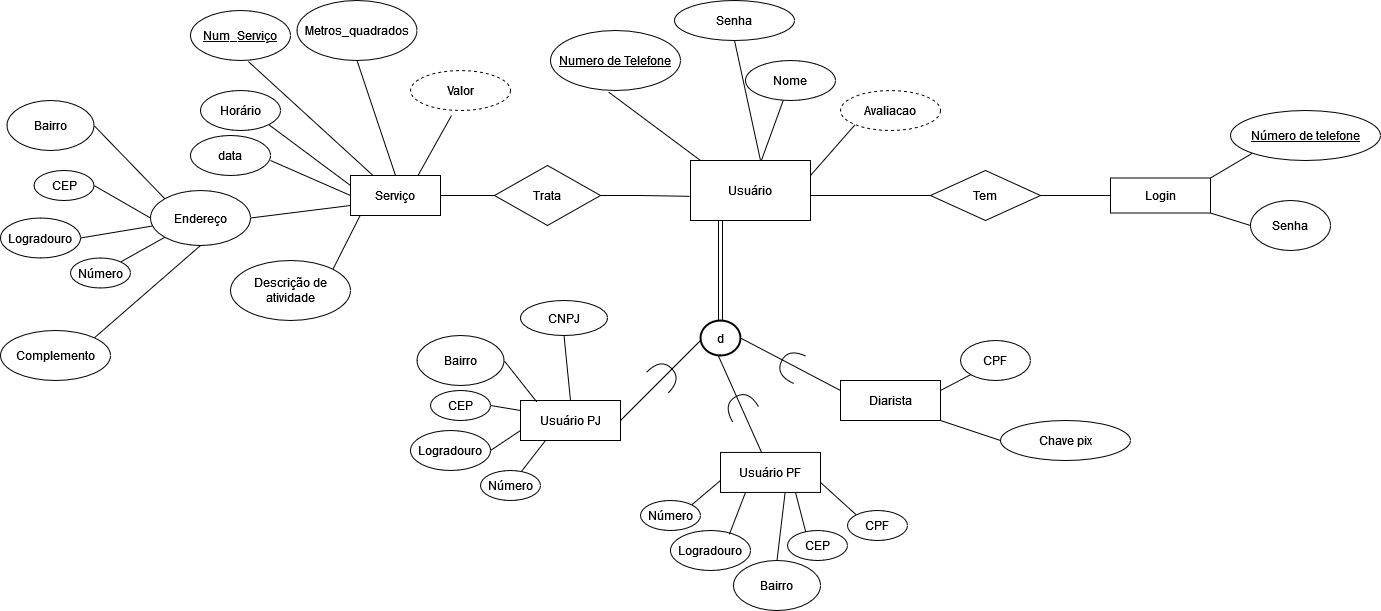 Num_Serviço
Metros_quadrados
Senha
Numero de Telefone
Nome
Valor
Avaliacao
Horário
Bairro
data
Número de telefone
CEP
Serviço
Trata
Usuário
Tem
Login
Endereço
Logradouro
Senha
Número
Descrição de
atividade
CNPJ
d
Complemento
Bairro
CPF
CEP
Usuário PJ
Diarista
Logradouro
Chave pix
Número
Usuário PF
Número
CPF
Logradouro
CEP
Bairro